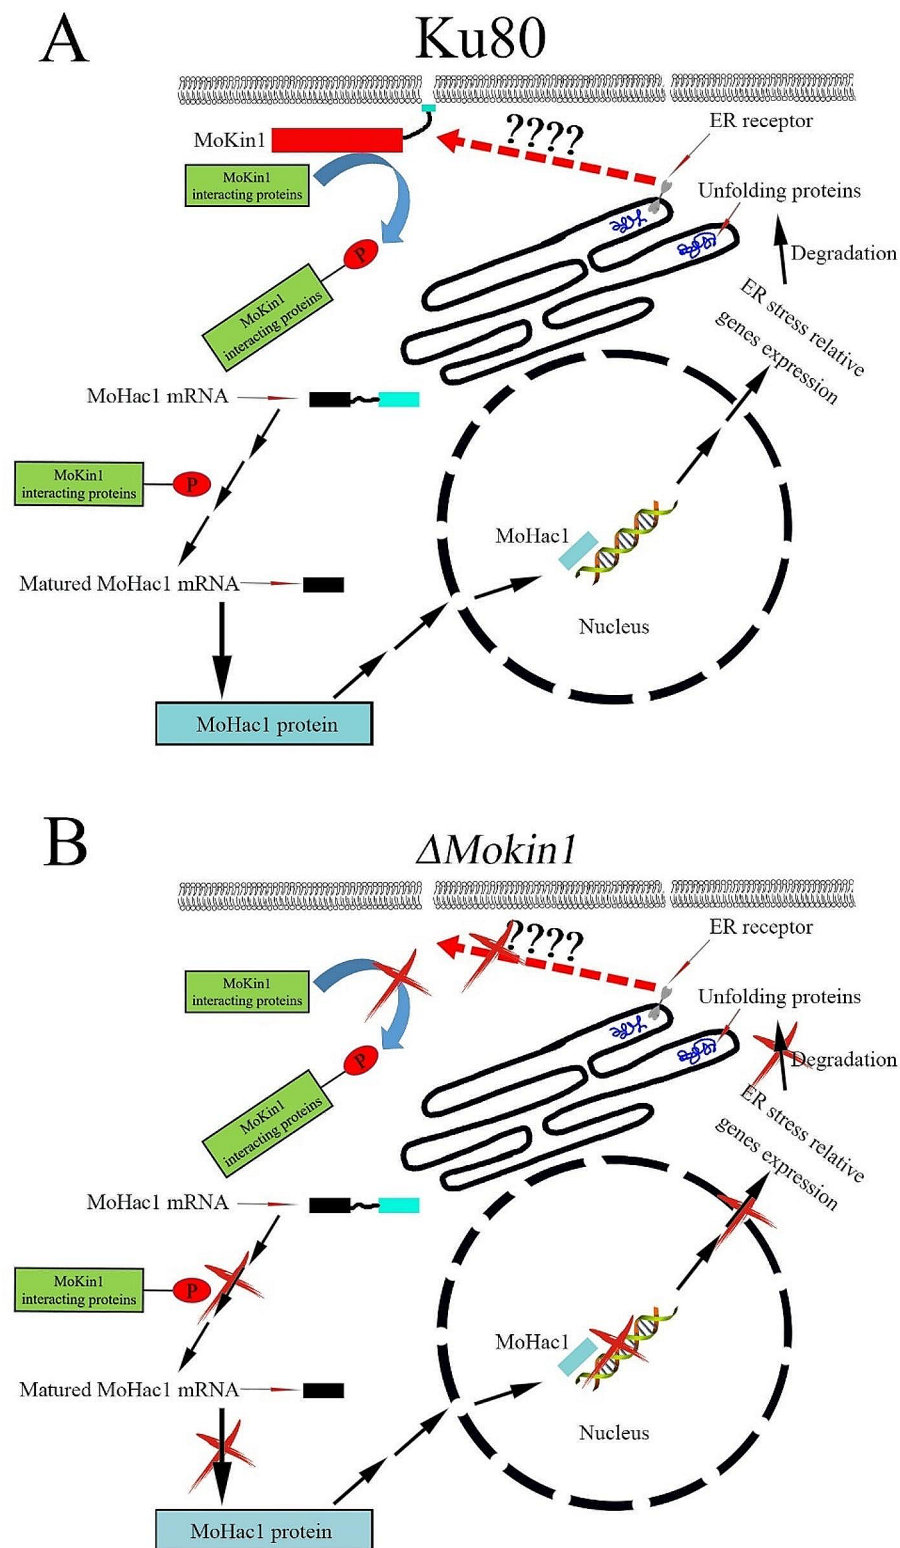 A
Ku80
ER receptor
????
MoKin1
MoKin1
interacting proteins
Unfolding proteins
P
Degradation
MoKin1
interacting proteins
ER stress relative
genes expression
MoHac1 mRNA
MoKin1
interacting proteins
P
MoHac1
Matured MoHac1 mRNA
Nucleus
MoHac1 protein
B
ΔMokin1
ER receptor
????
MoKin1
interacting proteins
Unfolding proteins
P
Degradation
MoKin1
interacting proteins
ER stress relative
genes expression
MoHac1 mRNA
MoKin1
interacting proteins
P
MoHac1
Matured MoHac1 mRNA
Nucleus
MoHac1 protein